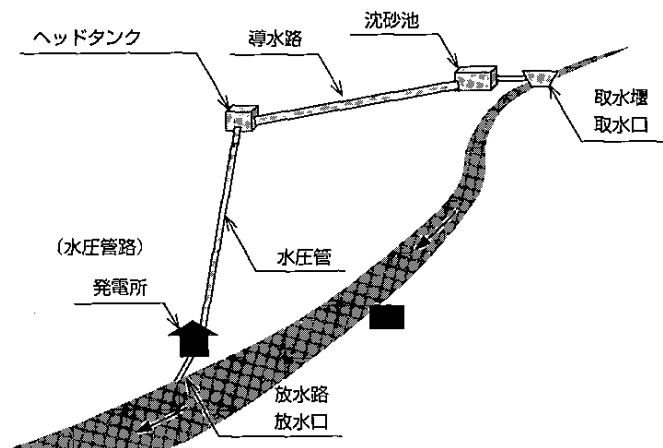 沈砂池
ヘッドタンク
導水路
取水堰
取水口
(水圧管路)
水圧管
発電所
放水路
放水口